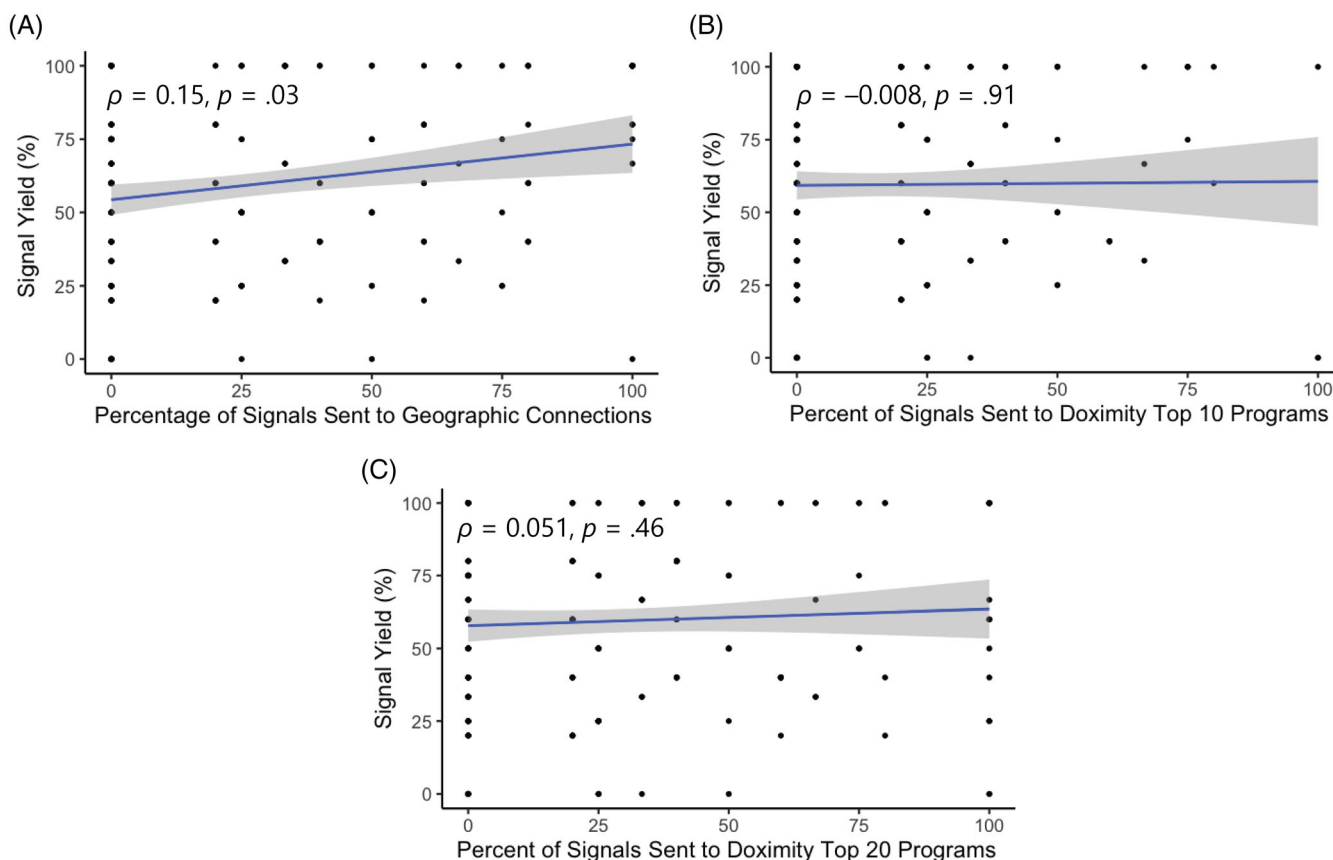 (A)
ρ = 0.15, p = .03
Signal Yield (%)
100
75
50
25
0
0 25 50 75 100
Percentage of Signals Sent to Geographic Connections
(B)
ρ = –0.008, p = .91
Signal Yield (%)
100
75
50
25
0
0 25 50 75 100
Percent of Signals Sent to Doximity Top 10 Programs
(C)
ρ = 0.051, p = .46
Signal Yield (%)
100
75
50
25
0
0 25 50 75 100
Percent of Signals Sent to Doximity Top 20 Programs